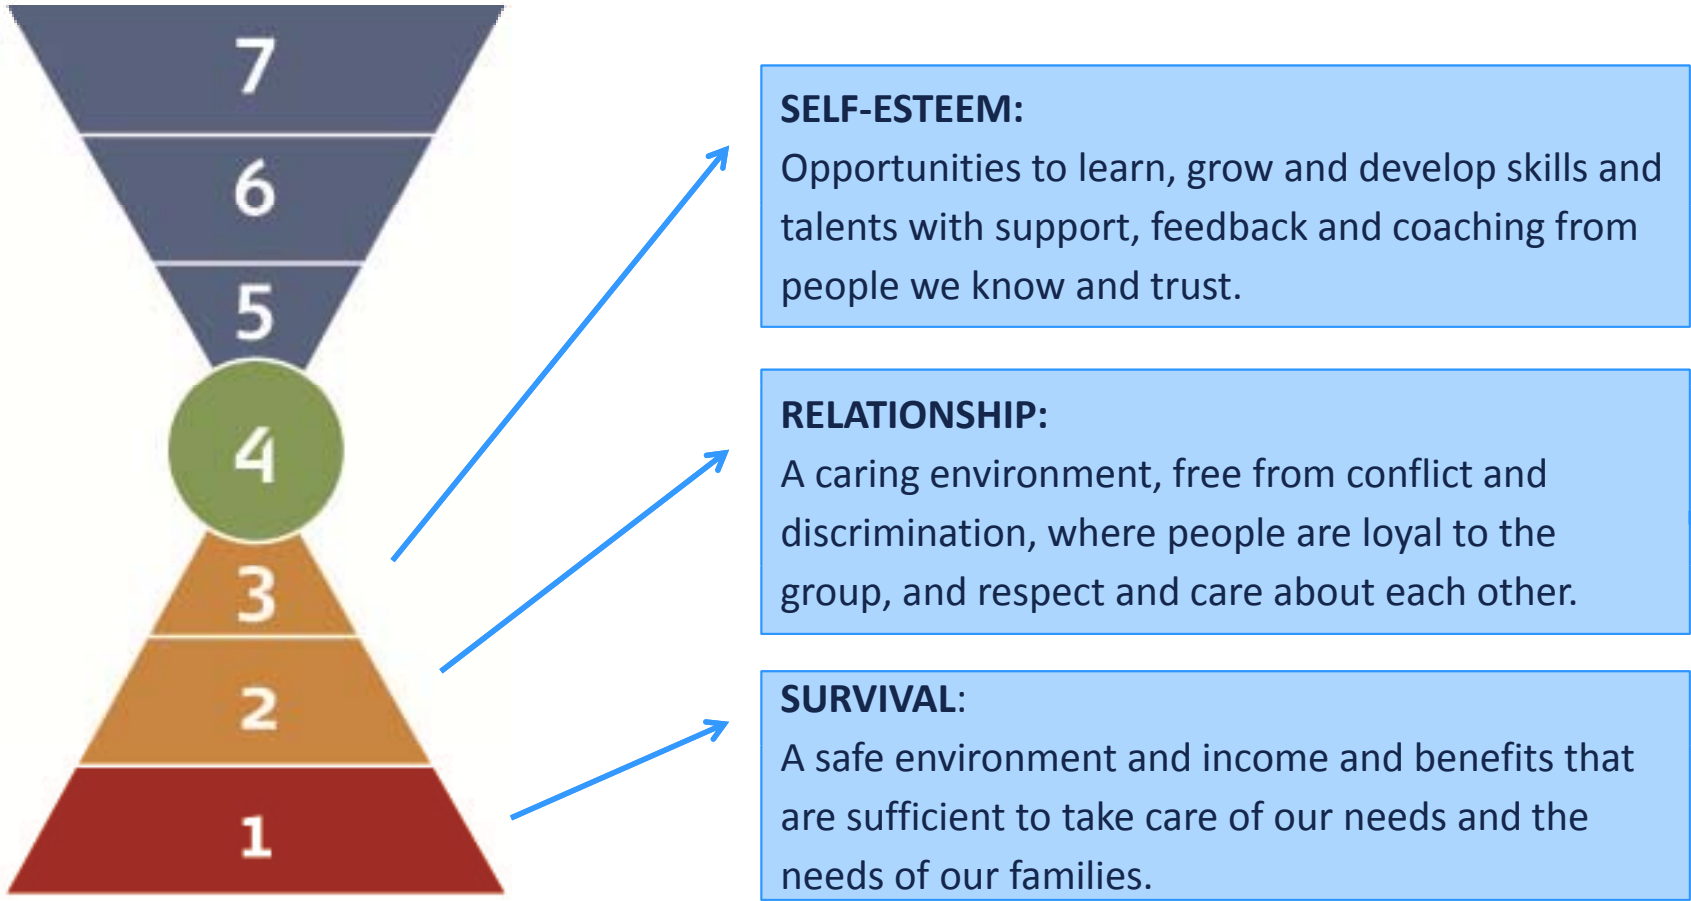 7
6
5
4
3
2
1
SELF-ESTEEM:
Opportunities to learn, grow and develop skills and
talents with support, feedback and coaching from
people we know and trust.
RELATIONSHIP:
A caring environment, free from conflict and
discrimination, where people are loyal to the
group, and respect and care about each other.
SURVIVAL:
A safe environment and income and benefits that
are sufficient to take care of our needs and the
needs of our families.